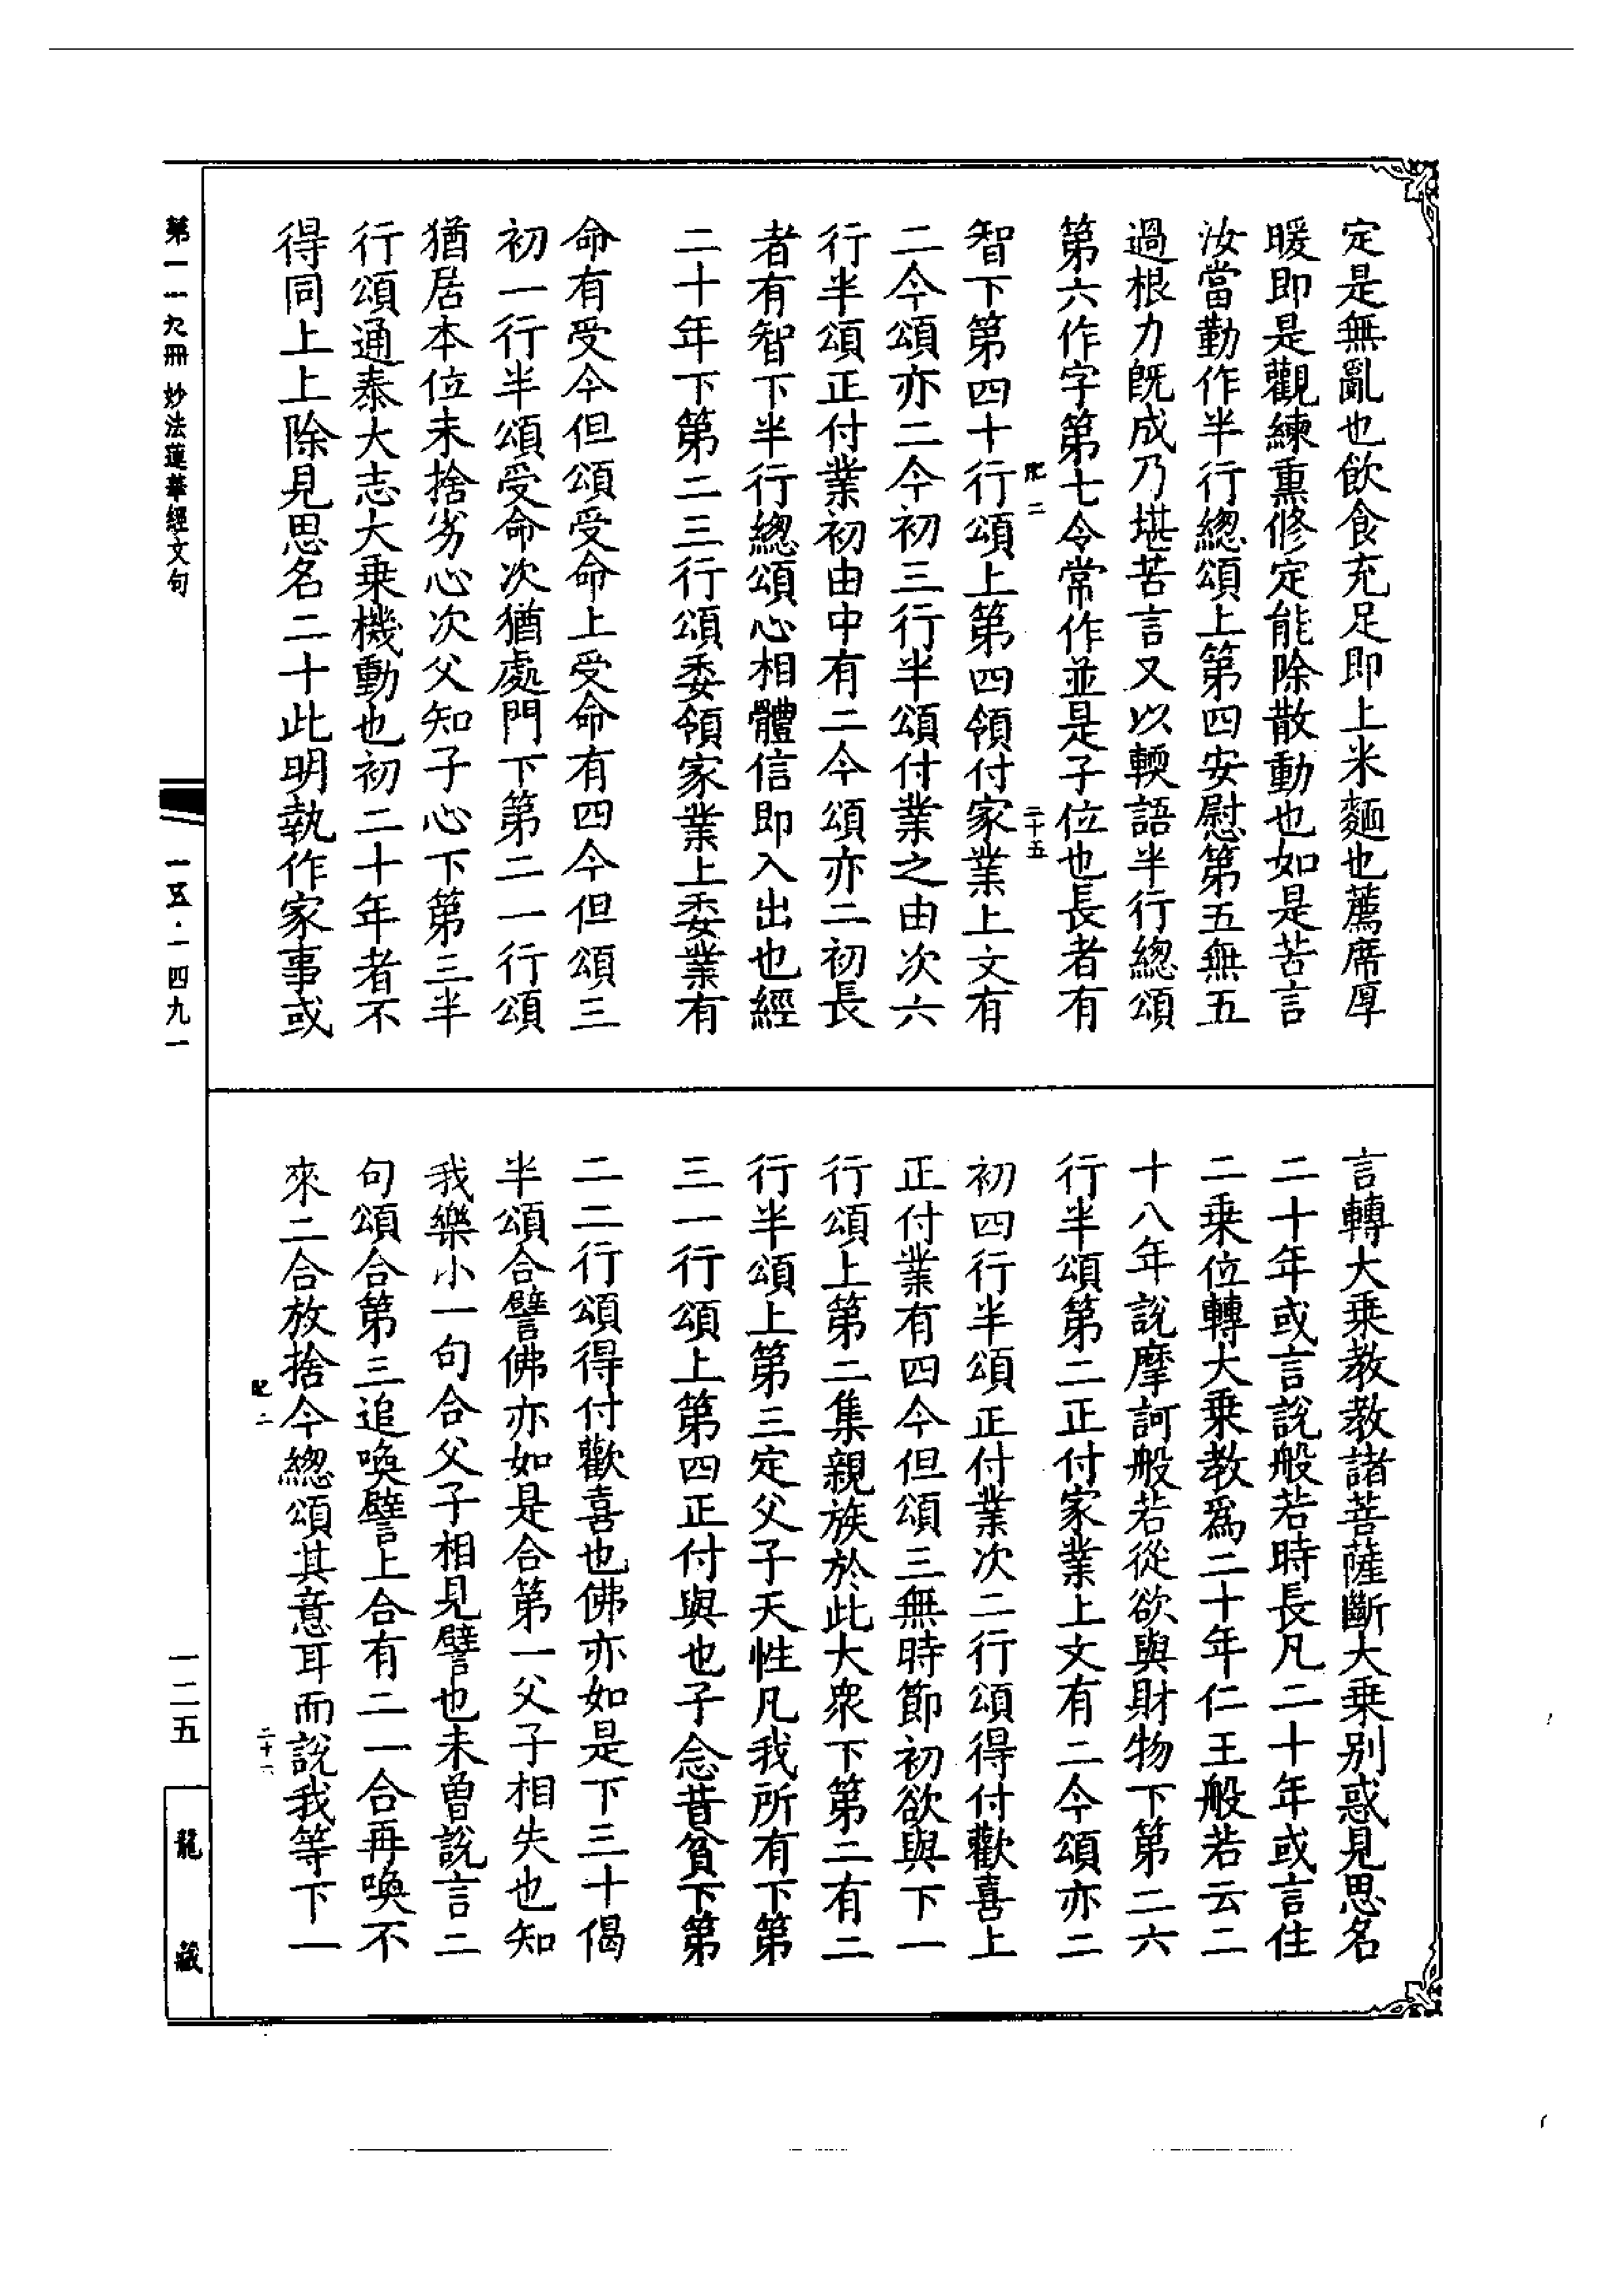 定是無亂也飲食充足即上米麵也薦席厚
暖即是觀練熏修定能除散動也如是苦言
汝當勤作半行總頌上第四安慰第五無五
過根力既成乃堪苦言又以輭語半行總頌
第六作字第七令常作並是子位也長者有
二十五
智下第四十行頌上第四領付家業上文有
二今頌亦二今初三行半頌付業之由次六
行半頌正付業初由中有二今頌亦二初長
者有智下半行總頌心相體信即入出也經
二十年下第二三行頌委領家業上委業有
命有受今但頌受命上受命有四今但頌三
初一行半頌受命次猶處門下第二一行頌
猶居本位未捨劣心次父知子心下第三半
行頌通泰大志大乗機動也初二十年者不
得同上上除見思名二十此明執作家事或
言轉大乗教教諸菩薩斷大乗別惑見思名
二十年或言說般若時長凡二十年或言住
二乗位轉大乗教爲二十年仁王般若云二
十八年說摩訶般若從欲與財物下第二六
行半頌第二正付家業上文有二今頌亦二
初四行半頌正付業次二行頌得付歡喜上
正付業有四今但頌三無時節初欲與下一
行頌上第二集親族於此大衆下第二有二
行半頌上第三定父子天性凡我所有下第
三一行頌上第四正付與也子念昔貧下第
二二行頌得付歡喜也佛亦如是下三十偈
半頌合譬佛亦如是合第一父子相失也知
我樂小一句合父子相見譬也未曾說言二
句頌合第三追喚譬上合有二一合再喚不
來二合放捨今總頌其意耳而說我等下一
第一一九冊 妙法蓮華經文句
一五·一四九一
一二五
龍藏